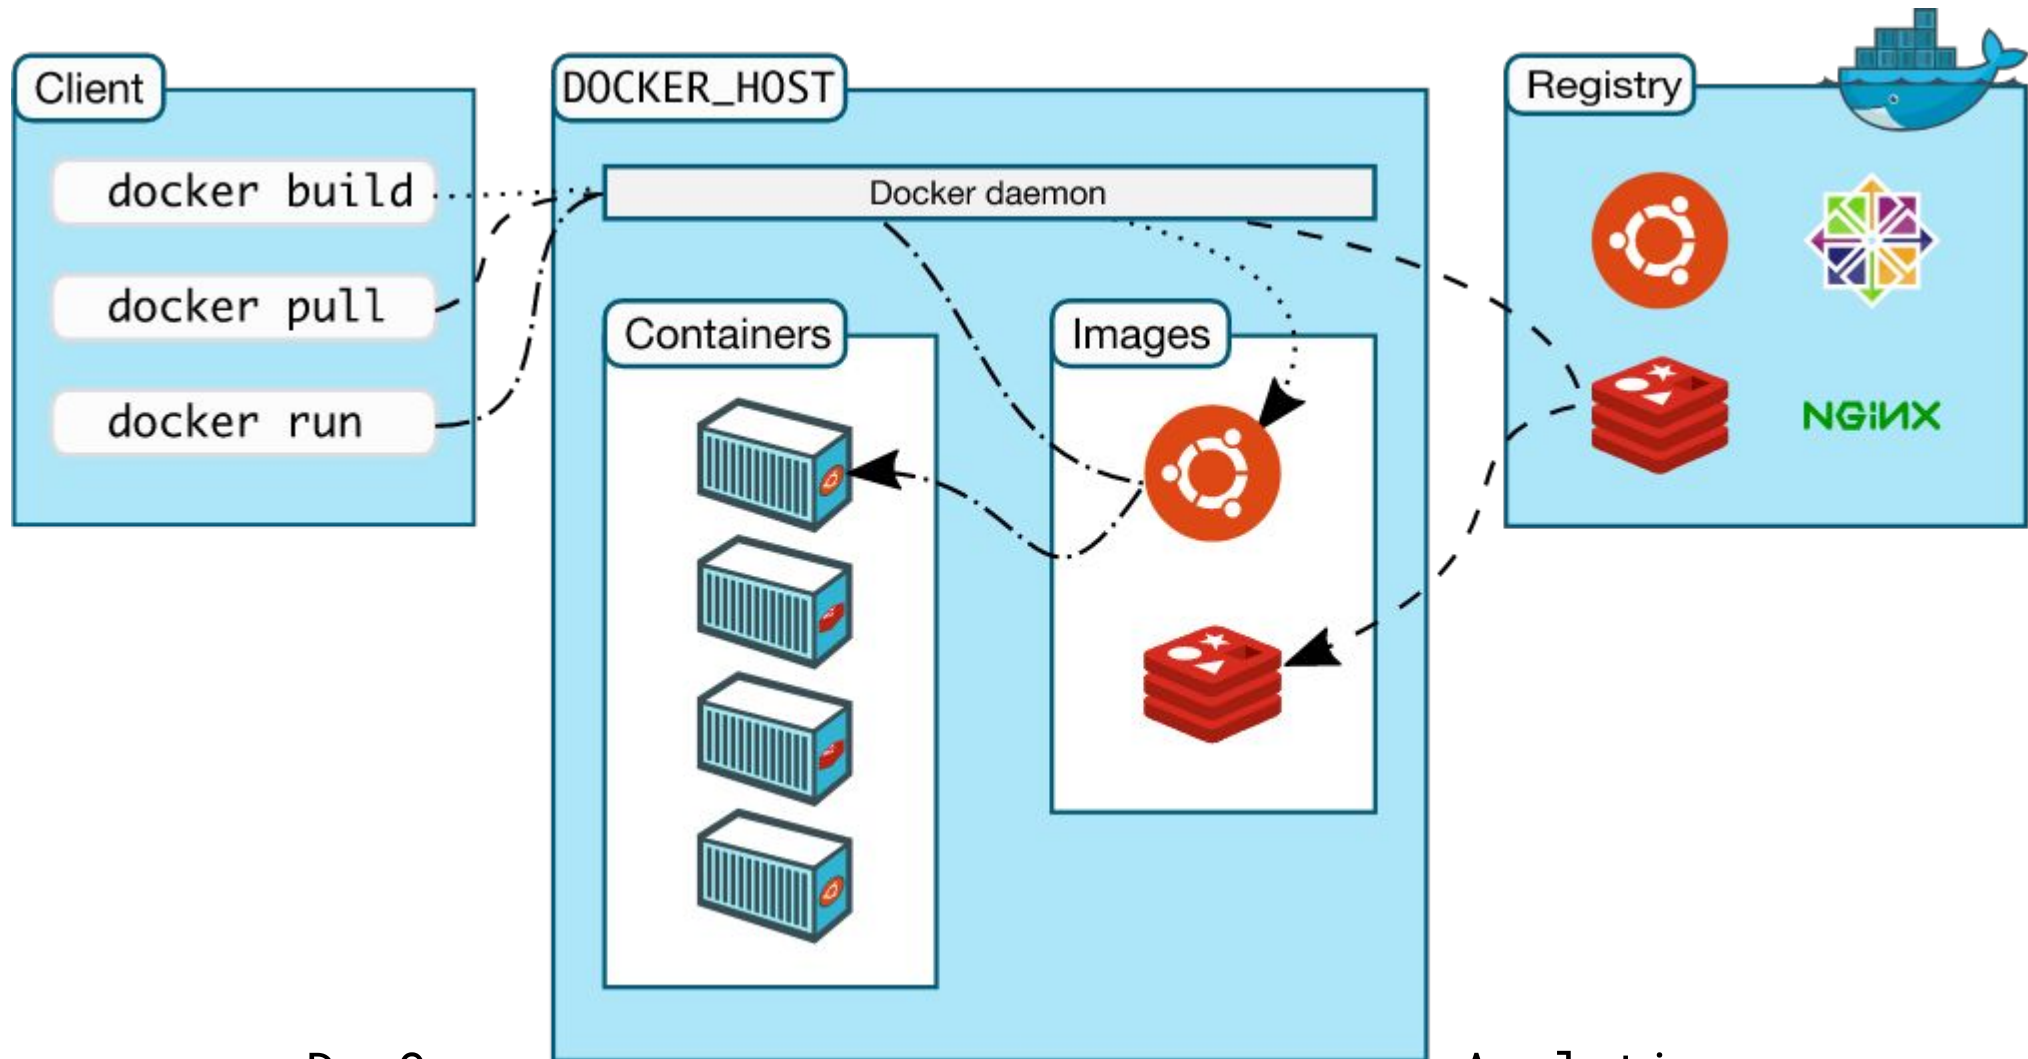 Client
docker build
docker pull
docker run
DOCKER_HOST
Docker daemon
Containers
Images
Registry
NGiNX